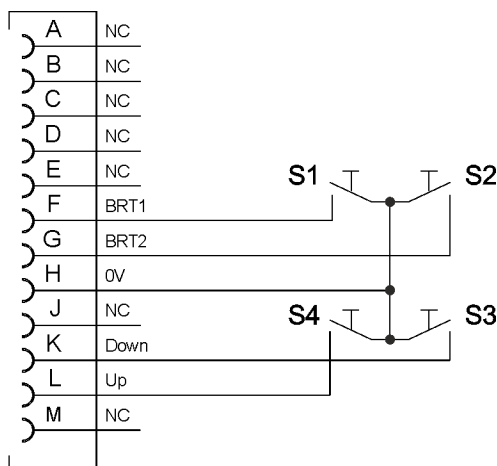 A NC
B NC
C NC
D NC
E NC
S1 S2
F BRT1
G BRT2
H 0V
J NC
S4 S3
K Down
L Up
M NC